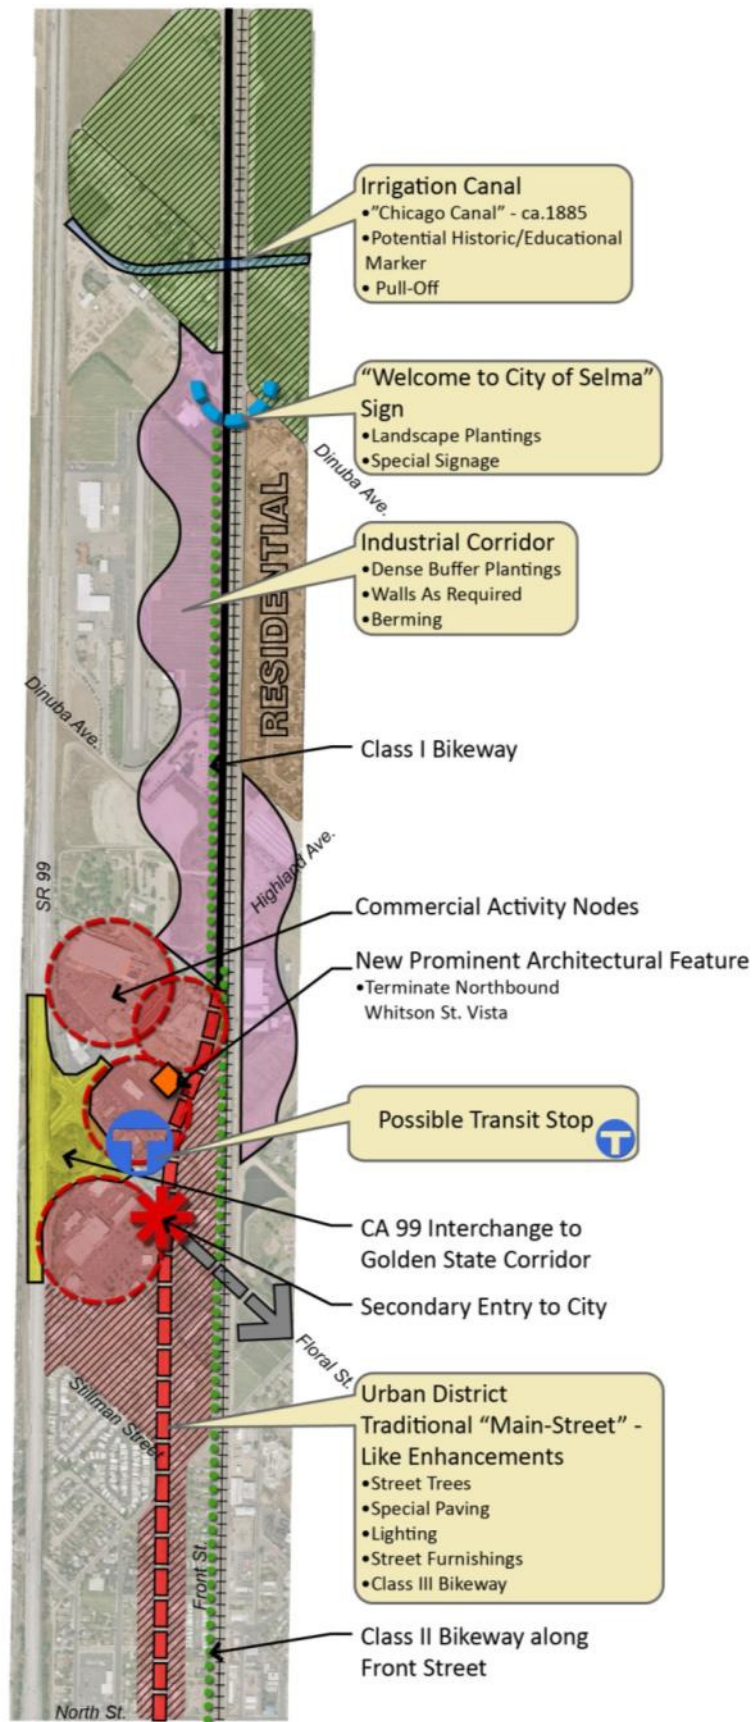 Irrigation Canal
•"Chicago Canal" - ca.1885
•Potential Historic/Educational
Marker
• Pull-Off
"Welcome to City of Selma"
Sign
•Landscape Plantings
•Special Signage
Dinuba Ave.
RESIDENTIAL
Industrial Corridor
•Dense Buffer Plantings
•Walls As Required
•Berming
Dinuba Ave.
Class I Bikeway
Highland Ave.
SR 99
Commercial Activity Nodes
New Prominent Architectural Feature
•Terminate Northbound
Whitson St. Vista
Possible Transit Stop T
T
CA 99 Interchange to
Golden State Corridor
Secondary Entry to City
Floral St.
Stillman Street
Urban District
Traditional "Main-Street" -
Like Enhancements
•Street Trees
•Special Paving
•Lighting
•Street Furnishings
•Class III Bikeway
Front St.
Class II Bikeway along
Front Street
North St.